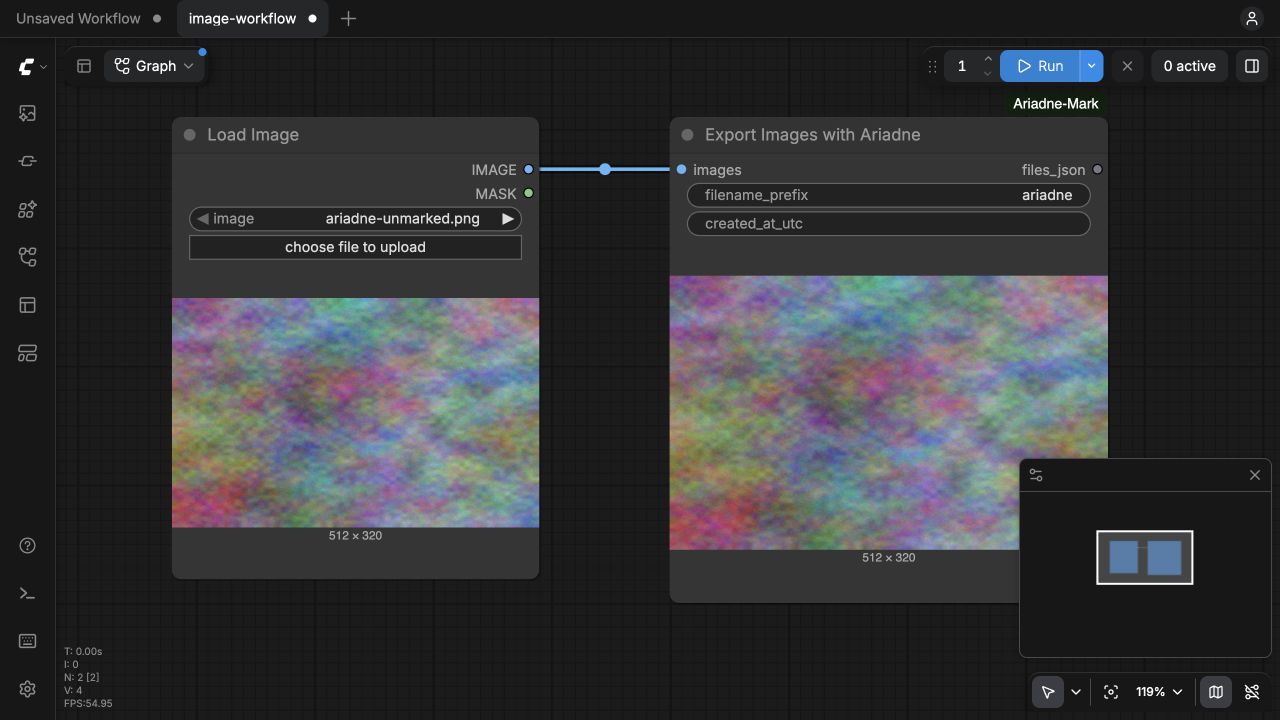 Unsaved Workflow
image-workflow
Graph
1
Run
0 active
Ariadne-Mark
Load Image
IMAGE
MASK
image ariadne-unmarked.png
choose file to upload
512 × 320
Export Images with Ariadne
images files_json
filename_prefix ariadne
created_at_utc
512 × 320
T: 0.00s
I: 0
N: 2 [2]
V: 4
FPS:54.95
119%